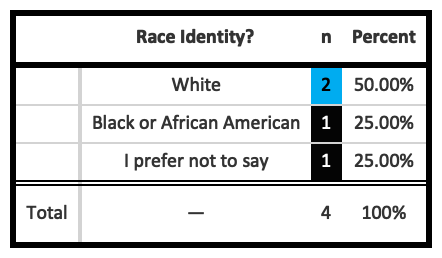 Race Identity? n Percent
White 2 50.00%
Black or African American 1 25.00%
I prefer not to say 1 25.00%
Total — 4 100%